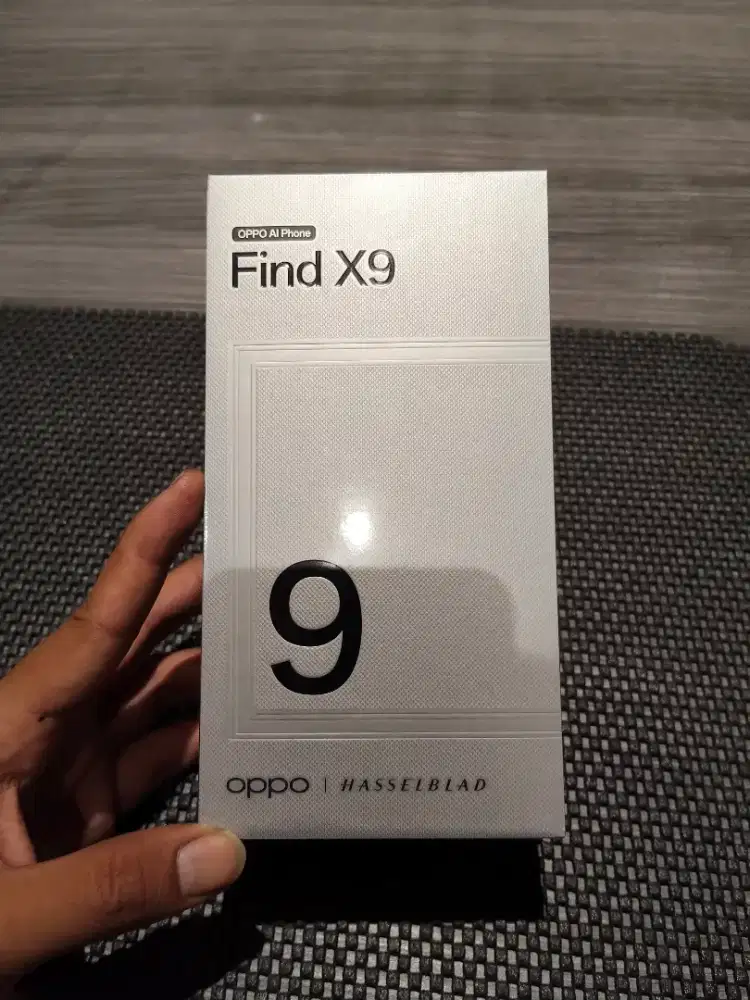 OPPO AI Phone
Find X9
9
oppo | HASSELBLAD